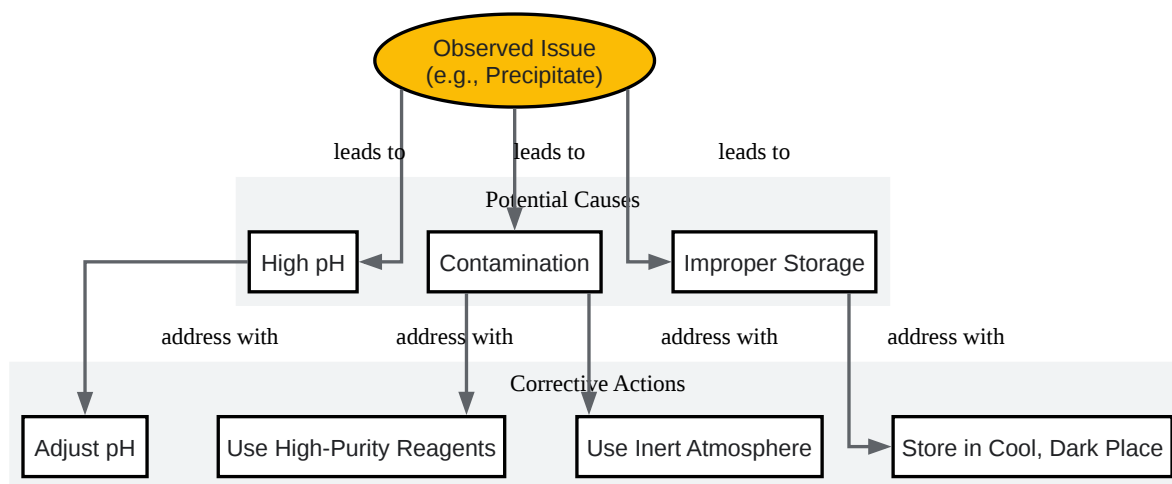 Observed Issue
(e.g., Precipitate)
leads to
leads to
leads to
Potential Causes
High pH
Contamination
Improper Storage
address with
address with
address with
address with
Corrective Actions
Adjust pH
Use High-Purity Reagents
Use Inert Atmosphere
Store in Cool, Dark Place